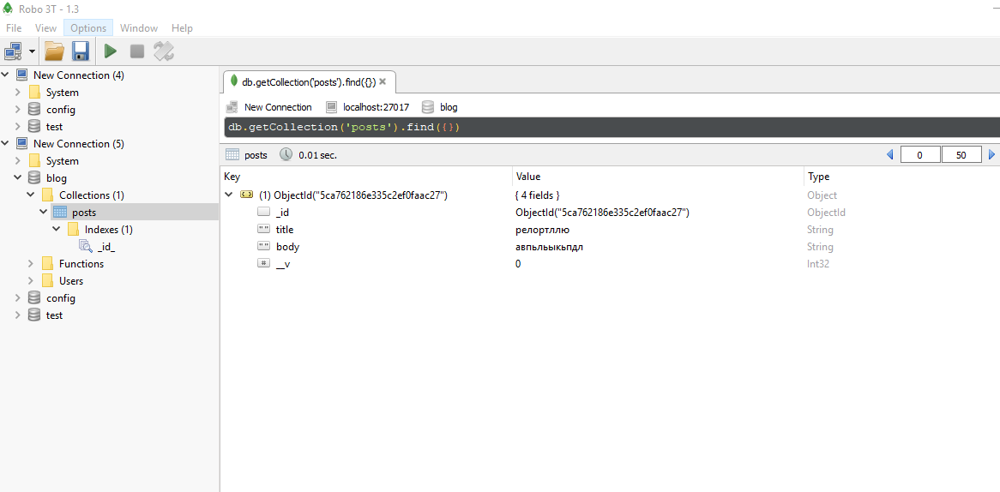 Robo 3T - 1.3
File View Options Window Help
New Connection (4)
System
config
test
New Connection (5)
System
blog
Collections (1)
posts
Indexes (1)
_id_
Functions
Users
config
test
db.getCollection('posts').find({})
New Connection localhost:27017 blog
db.getCollection('posts').find({})
posts 0.01 sec. 0 50
Key Value Type
(1) ObjectId("5ca762186e335c2ef0faac27") { 4 fields } Object
_id ObjectId("5ca762186e335c2ef0faac27") ObjectId
title релортллю String
body авпьльыкьпдл String
__v 0 Int32